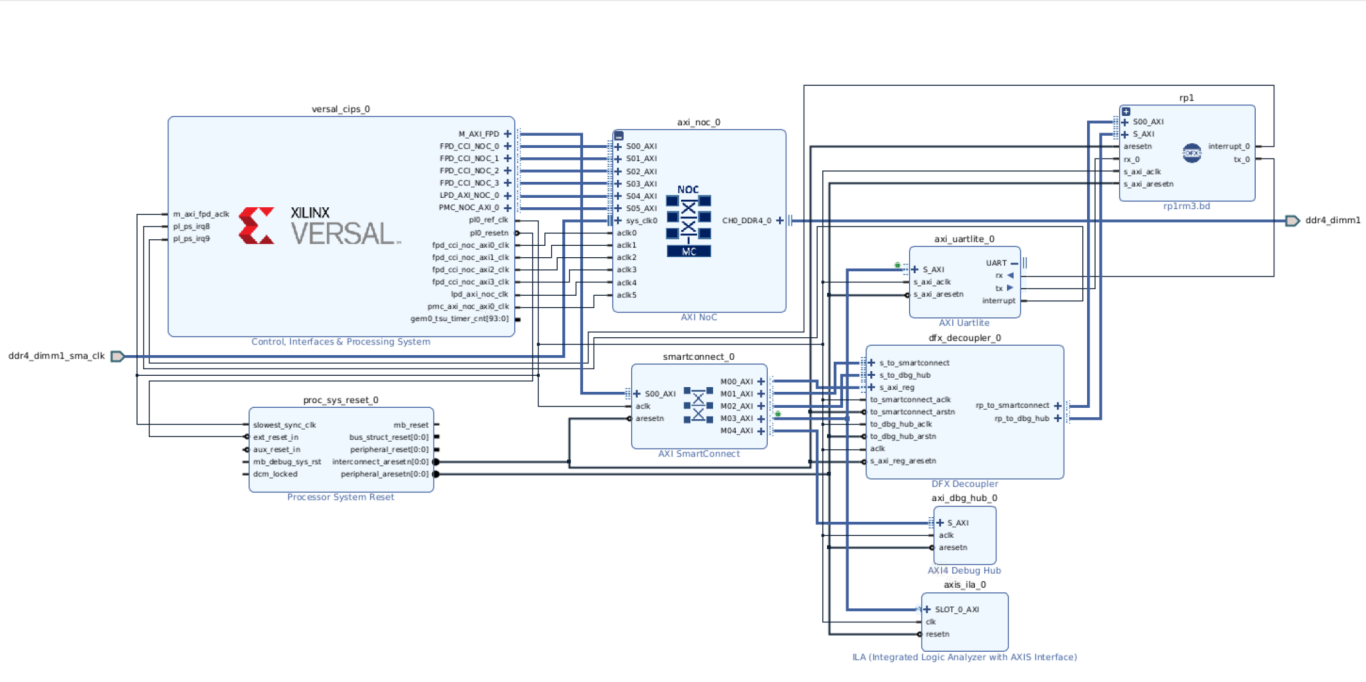 versal_cips_0
M_AXI_FPD
FPD_CCI_NOC_0
FPD_CCI_NOC_1
FPD_CCI_NOC_2
FPD_CCI_NOC_3
LPD_AXI_NOC_0
PMC_NOC_AXI_0
pl0_ref_clk
pl0_resetn
fpd_cci_noc_axi0_clk
fpd_cci_noc_axi1_clk
fpd_cci_noc_axi2_clk
fpd_cci_noc_axi3_clk
lpd_axi_noc_clk
pmc_axi_noc_axi0_clk
gem0_tsu_timer_cnt[93:0]
m_axi_fpd_aclk
pl_ps_irq8
pl_ps_irq9
XILINX
VERSAL
Control, Interfaces & Processing System
axi_noc_0
S00_AXI
S01_AXI
S02_AXI
S03_AXI
S04_AXI
S05_AXI
sys_clk0
aclk0
aclk1
aclk2
aclk3
aclk4
aclk5
NOC
MC
CH0_DDR4_0
AXI NoC
rp1
S00_AXI
S_AXI
aresetn
rx_0
s_axi_aclk
s_axi_aresetn
DFX
interrupt_0
tx_0
rp1rm3.bd
ddr4_dimm1
axi_uartlite_0
S_AXI
s_axi_aclk
s_axi_aresetn
UART
rx
tx
interrupt
AXI Uartlite
ddr4_dimm1_sma_clk
smartconnect_0
S00_AXI
aclk
aresetn
M00_AXI
M01_AXI
M02_AXI
M03_AXI
M04_AXI
AXI SmartConnect
dfx_decoupler_0
s_to_smartconnect
s_to_dbg_hub
s_axi_reg
to_smartconnect_aclk
to_smartconnect_arstn
to_dbg_hub_aclk
to_dbg_hub_arstn
aclk
s_axi_reg_aresetn
rp_to_smartconnect
rp_to_dbg_hub
DFX Decoupler
proc_sys_reset_0
slowest_sync_clk
ext_reset_in
aux_reset_in
mb_debug_sys_rst
dcm_locked
mb_reset
bus_struct_reset[0:0]
peripheral_reset[0:0]
interconnect_aresetn[0:0]
peripheral_aresetn[0:0]
Processor System Reset
axi_dbg_hub_0
S_AXI
aclk
aresetn
AXI4 Debug Hub
axis_ila_0
SLOT_0_AXI
clk
resetn
ILA (Integrated Logic Analyzer with AXIS Interface)